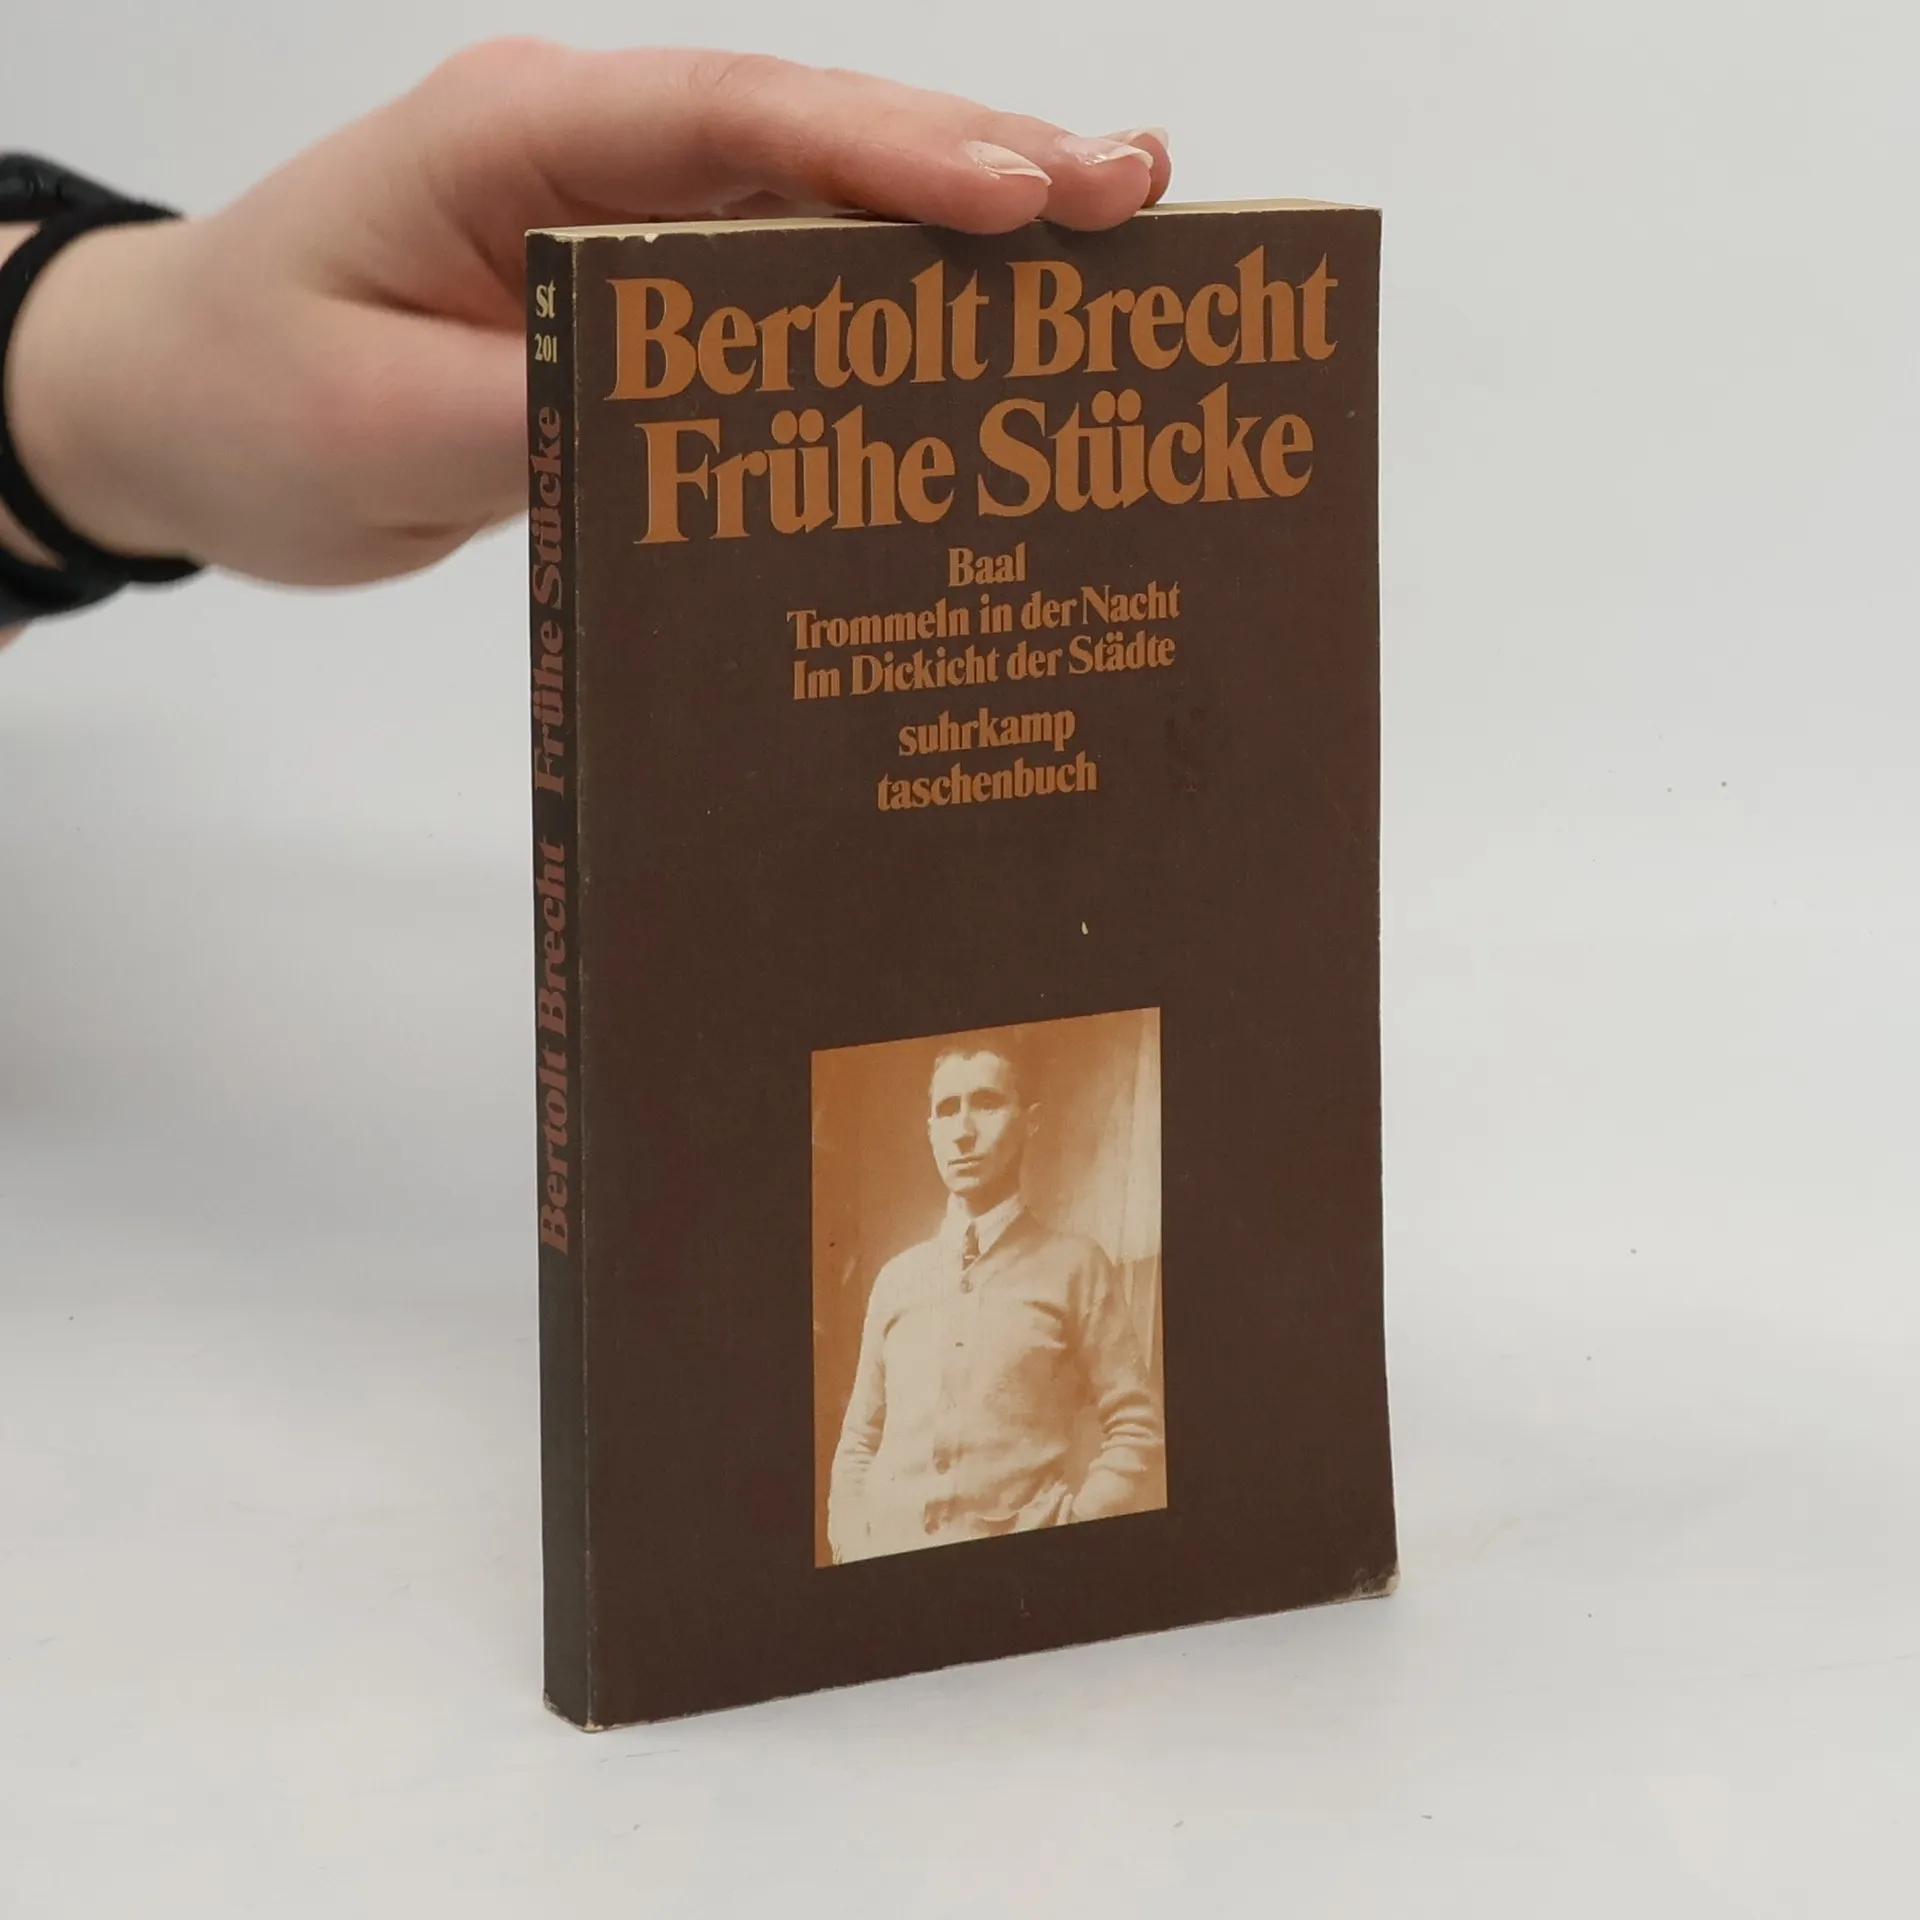 st
201
Bertolt Brecht Frühe Stücke
Bertolt Brecht
Frühe Stücke
Baal
Trommeln in der Nacht
Im Dickicht der Städte
suhrkamp
taschenbuch